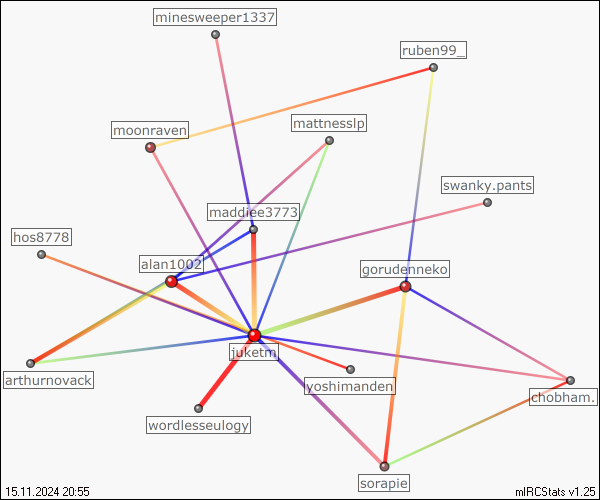 minesweeper1337
ruben99_
mattnesslp
moonraven
swanky.pants
maddiee3773
hos8778
alan1002
gorudenneko
juketm
arthurnovack
yoshimanden
chobham.
wordlesseulogy
sorapie
15.11.2024 20:55
mIRCStats v1.25